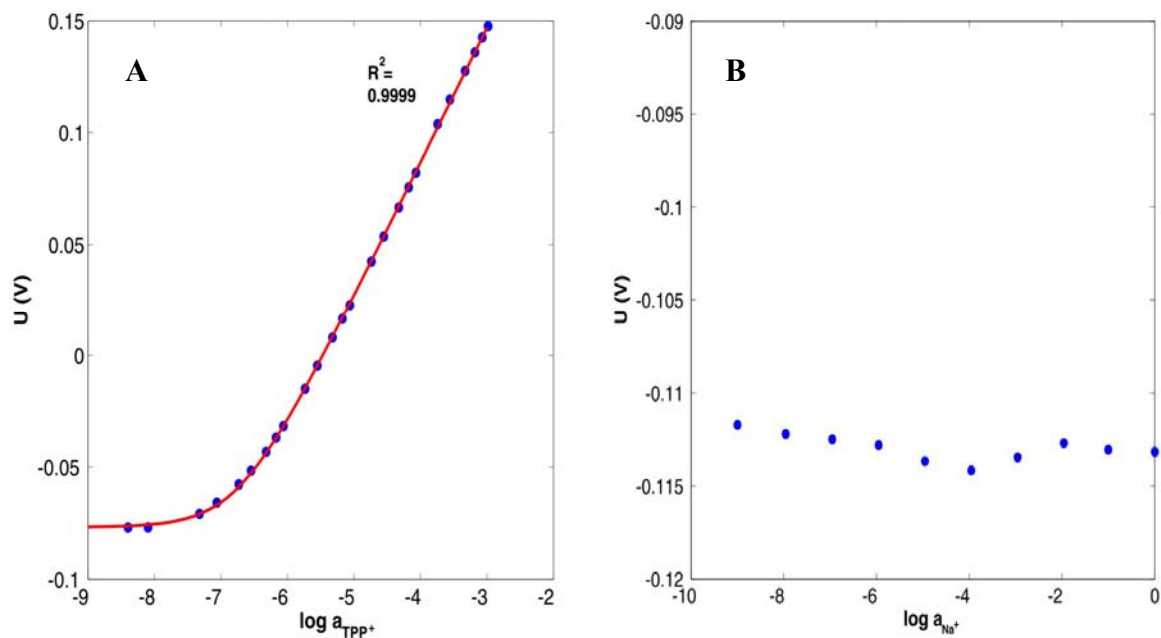 A
R²=
0.9999
0.15
0.1
0.05
0
-0.05
-0.1
U (V)
-9 -8 -7 -6 -5 -4 -3 -2
log a_TPP⁺
B
-0.09
-0.095
-0.1
-0.105
-0.11
-0.115
-0.12
U (V)
-10 -8 -6 -4 -2 0
log a_Na⁺